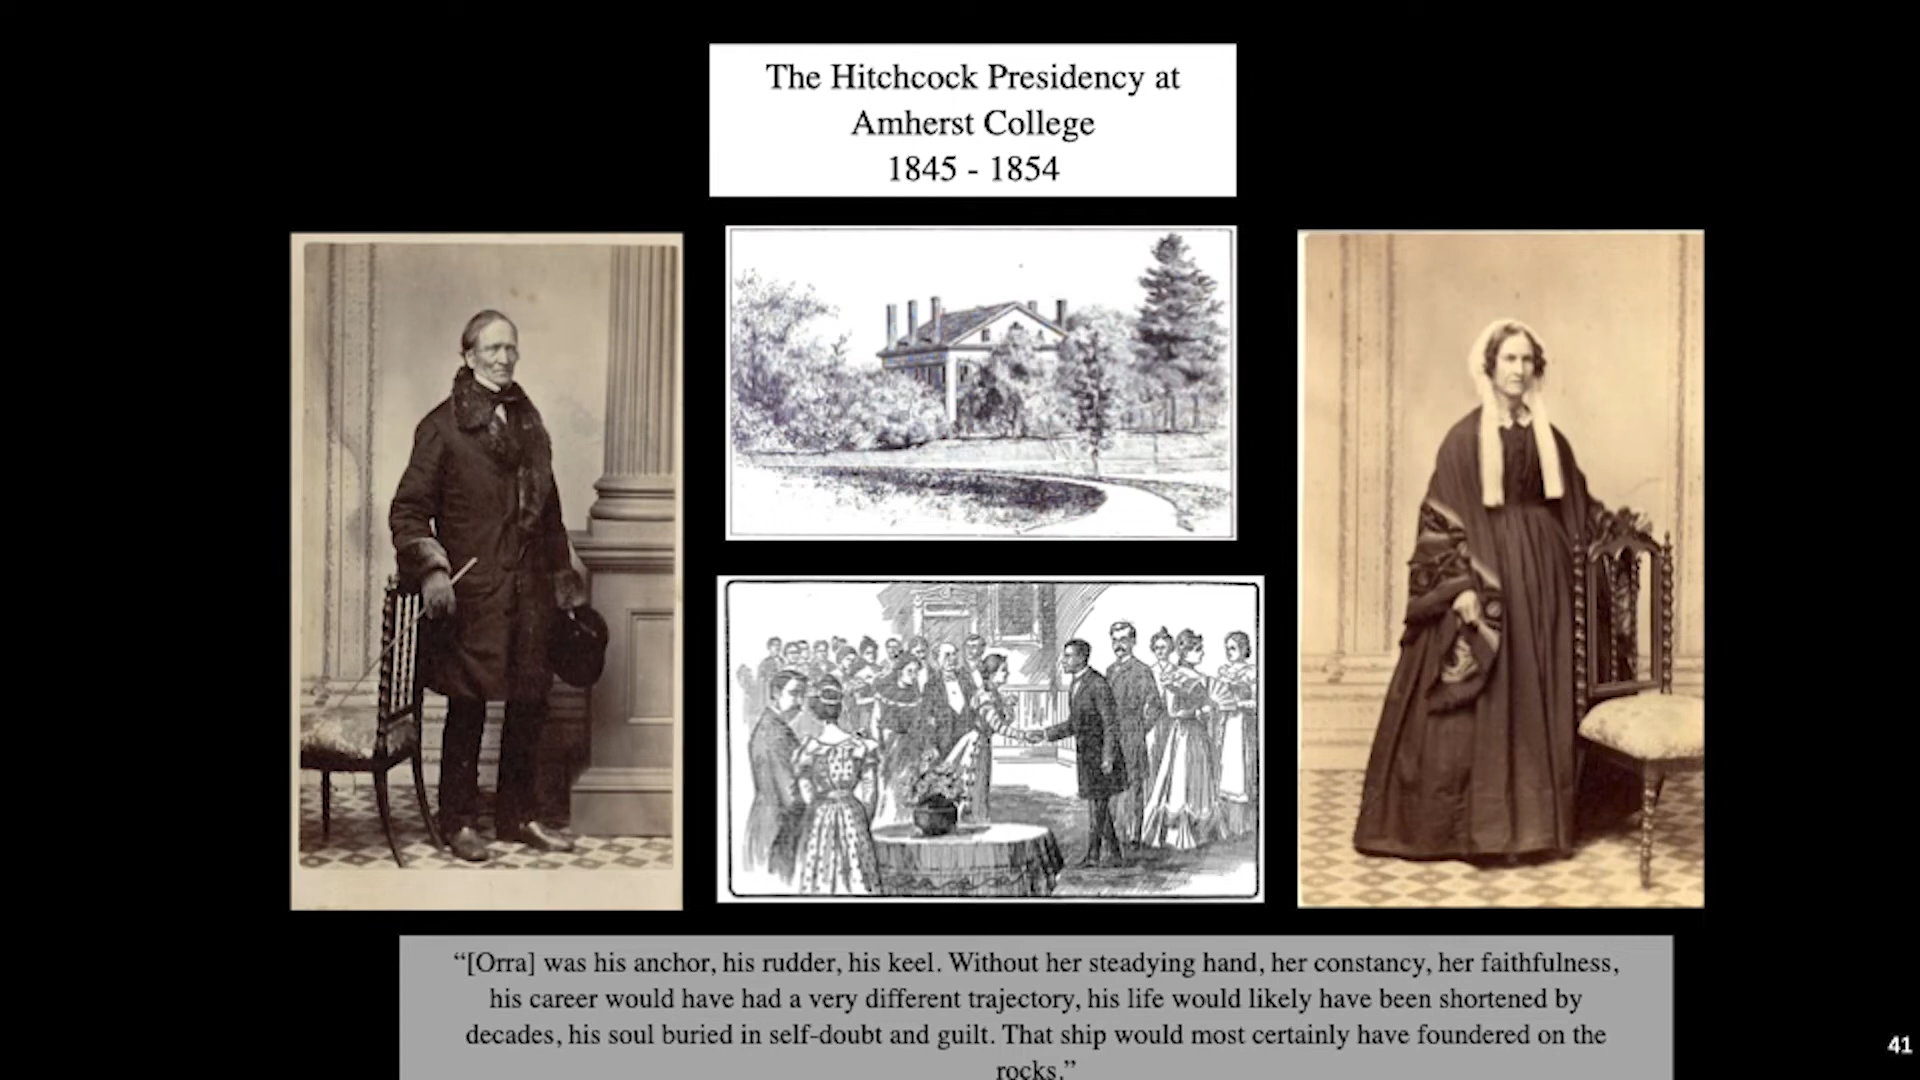 The Hitchcock Presidency at
Amherst College
1845 - 1854
“[Orra] was his anchor, his rudder, his keel. Without her steadying hand, her constancy, her faithfulness,
his career would have had a very different trajectory, his life would likely have been shortened by
decades, his soul buried in self-doubt and guilt. That ship would most certainly have foundered on the
rocks.”
41